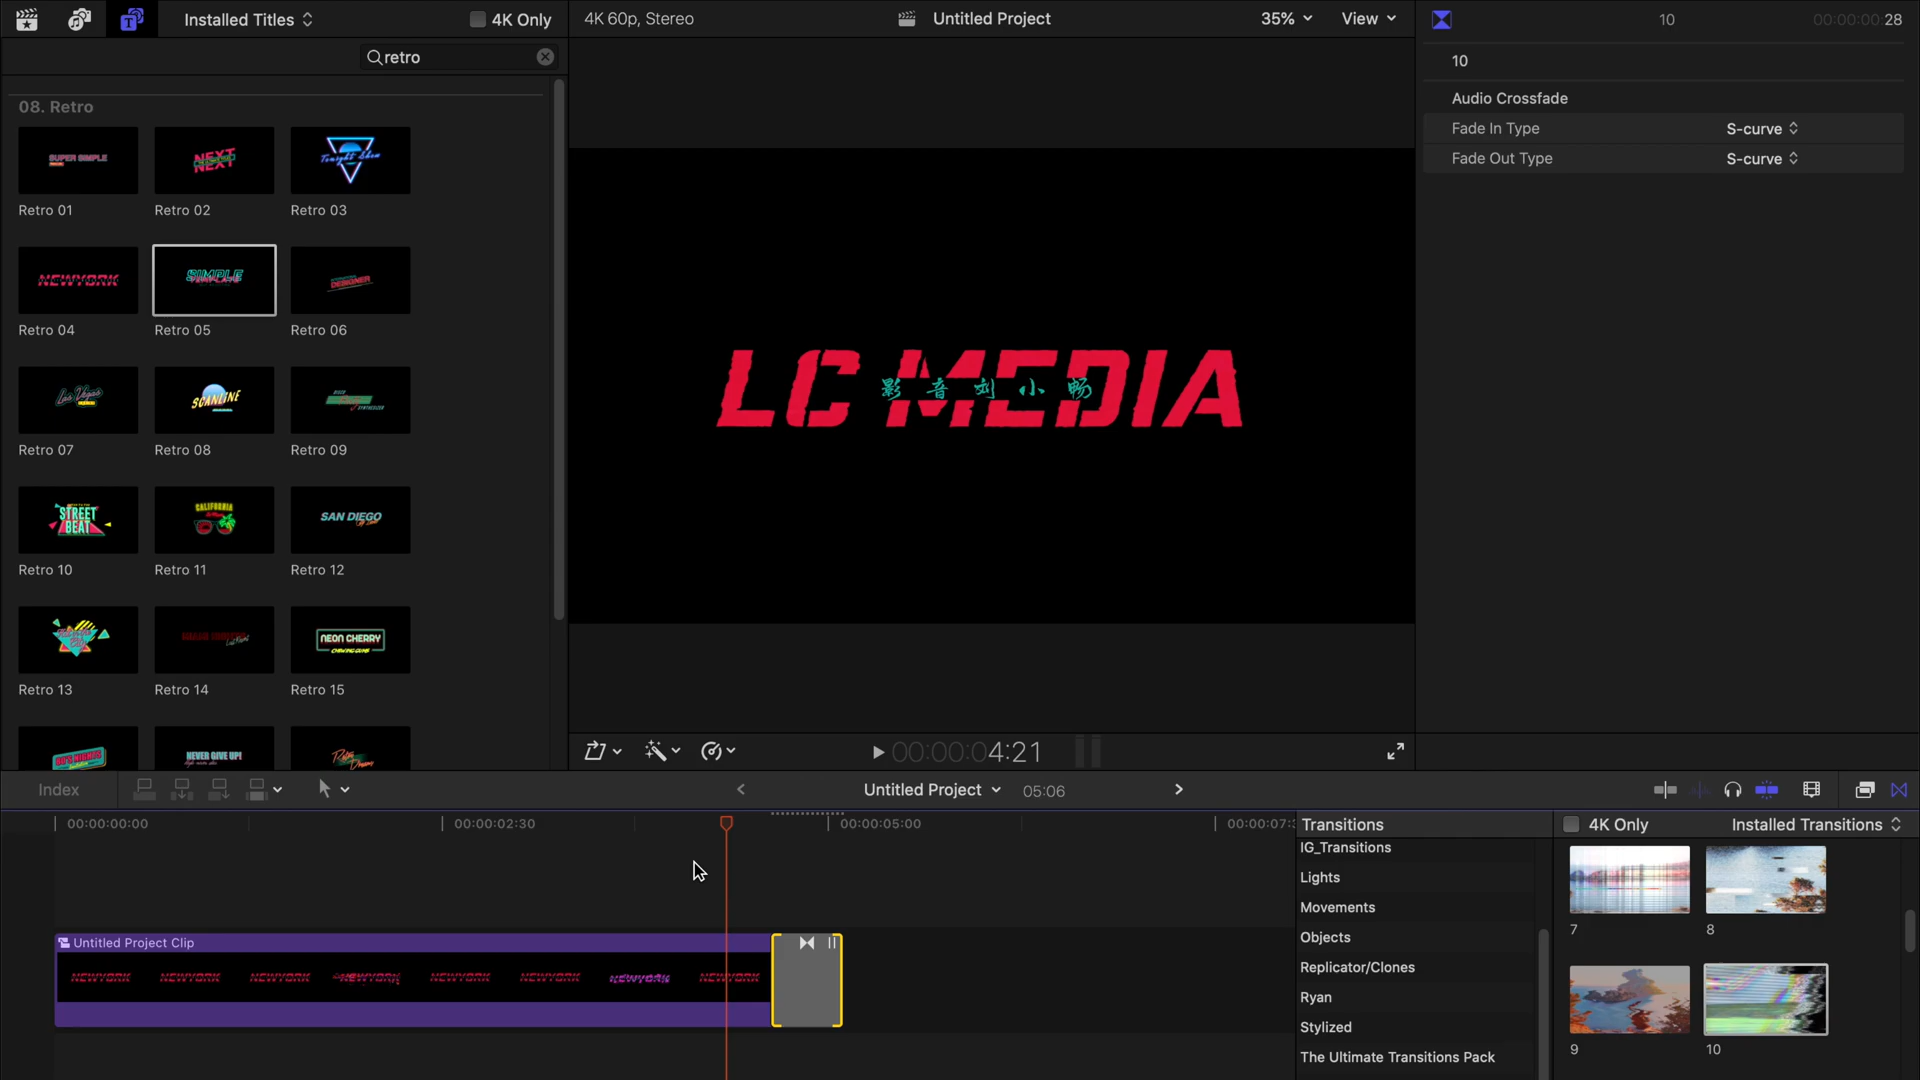 Installed Titles
4K Only
4K 60p, Stereo
Untitled Project
35%
View
10
00:00:00:28
retro
10
08. Retro
Audio Crossfade
Fade In Type
S-curve
Fade Out Type
S-curve
SUPER SIMPLE
NEXT
NEXT
Tonight Show
Retro 01
Retro 02
Retro 03
NEWYORK
SIMPLE
TEMPLATE
DESIGNER
Retro 04
Retro 05
Retro 06
LC MEDIA
影音刘小畅
Las Vegas
SCANLINE
SYNTHESIZER
Retro 07
Retro 08
Retro 09
STREET
BEAT
CALIFORNIA
SAN DIEGO
Retro 10
Retro 11
Retro 12
NEON CHERRY
Retro 13
Retro 14
Retro 15
NEVER GIVE UP!
Retro
00:00:04:21
Index
Untitled Project
05:06
00:00:00:00
00:00:02:30
00:00:05:00
00:00:07:3
Transitions
4K Only
Installed Transitions
IG_Transitions
Lights
Movements
Objects
Replicator/Clones
Ryan
Stylized
The Ultimate Transitions Pack
7
8
9
10
Untitled Project Clip
NEWYORK NEWYORK NEWYORK NEWYORK NEWYORK NEWYORK NEWYORK NEWYORK